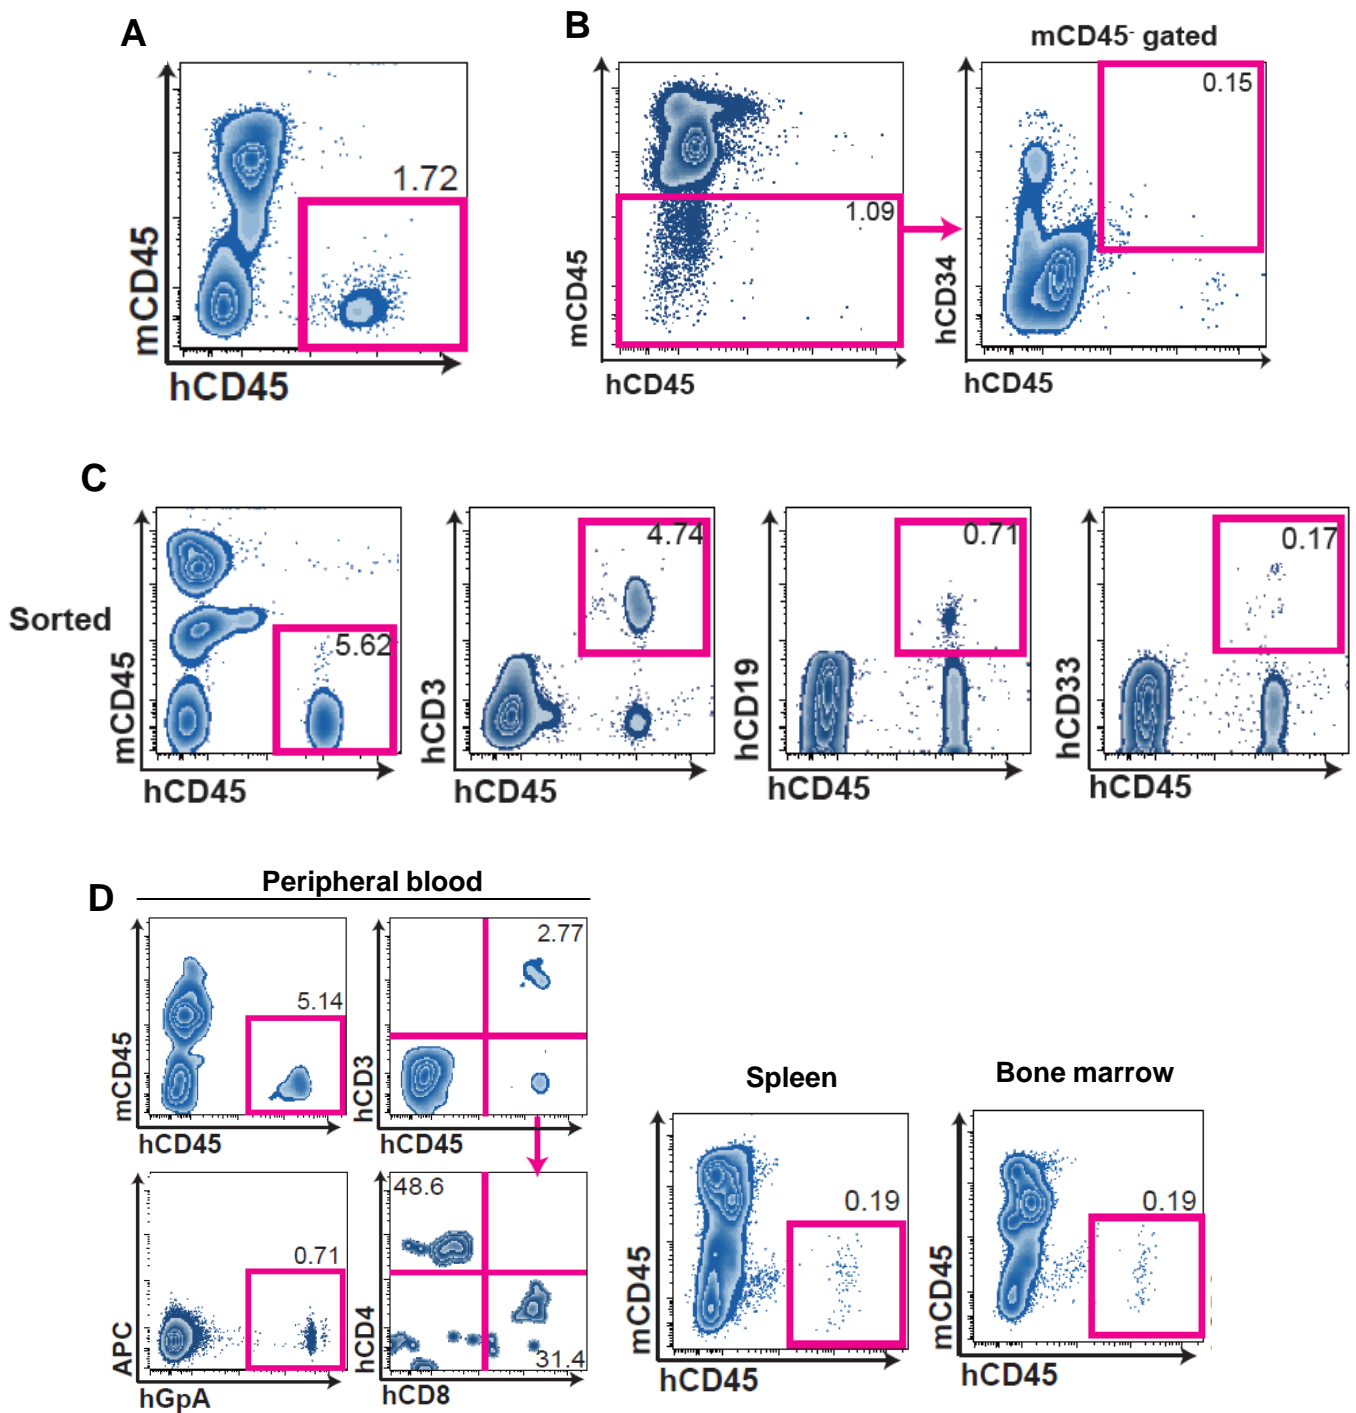 A
mCD45
1.72
hCD45
B
mCD45
1.09
hCD45
mCD45- gated
hCD34
0.15
hCD45
C
Sorted
mCD45
5.62
hCD45
hCD3
4.74
hCD45
hCD19
0.71
hCD45
hCD33
0.17
hCD45
D
Peripheral blood
mCD45
5.14
hCD45
hCD3
2.77
hCD45
APC
0.71
hGpA
hCD4
48.6
31.4
hCD8
Spleen
mCD45
0.19
hCD45
Bone marrow
mCD45
0.19
hCD45